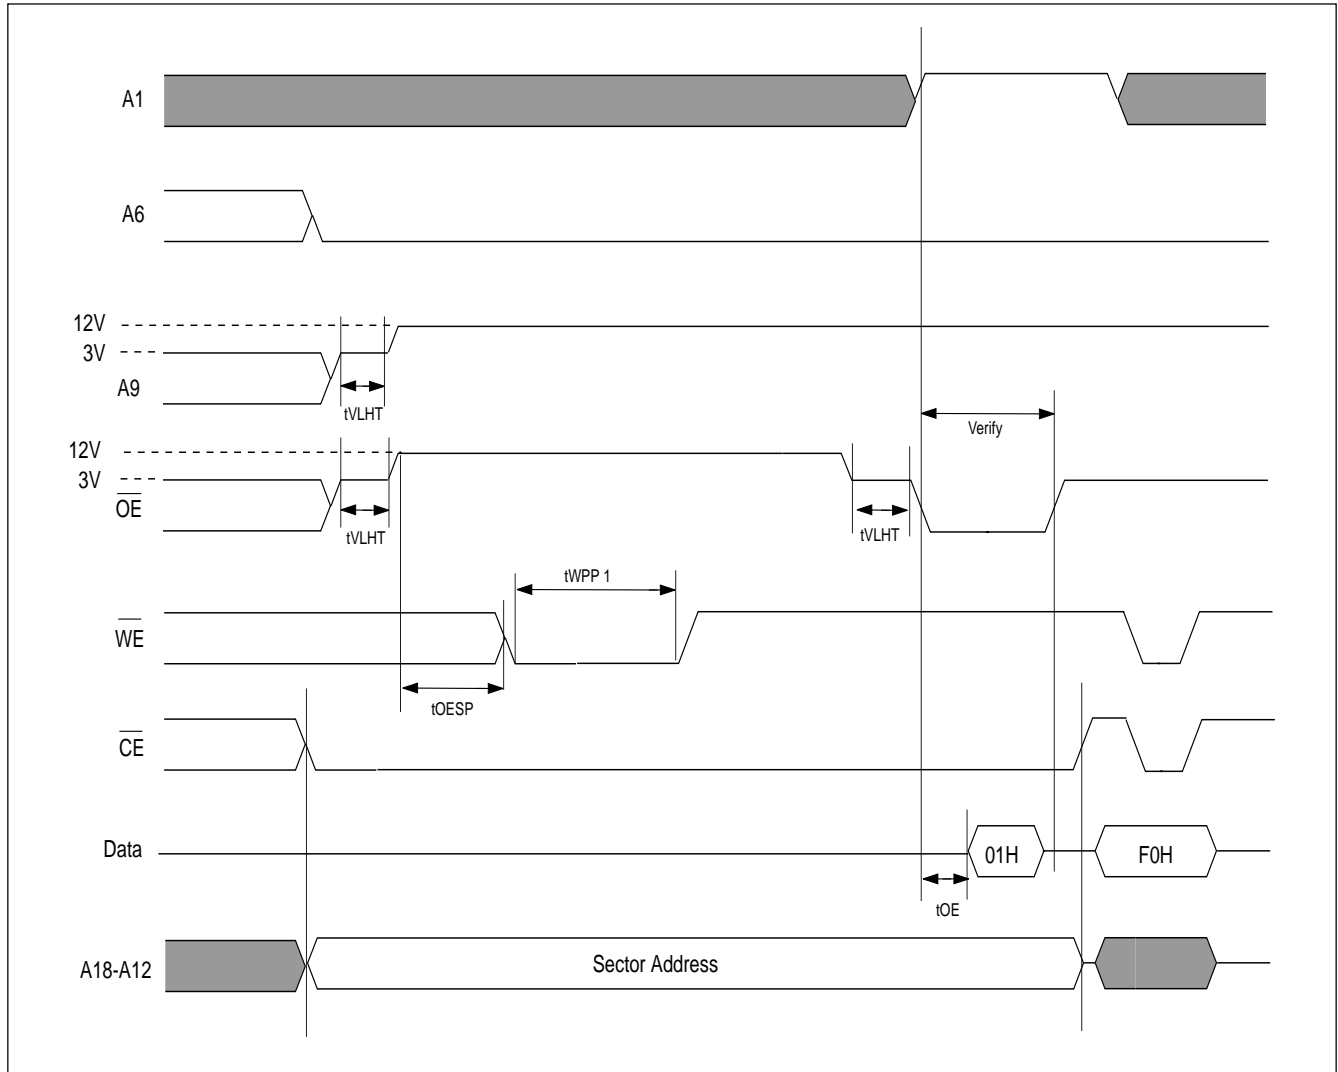 A1
A6
12V
3V
A9
tVLHT
Verify
12V
3V
OE
tVLHT
tVLHT
tWPP 1
WE
tOESP
CE
Data
01H
F0H
tOE
A18-A12
Sector Address